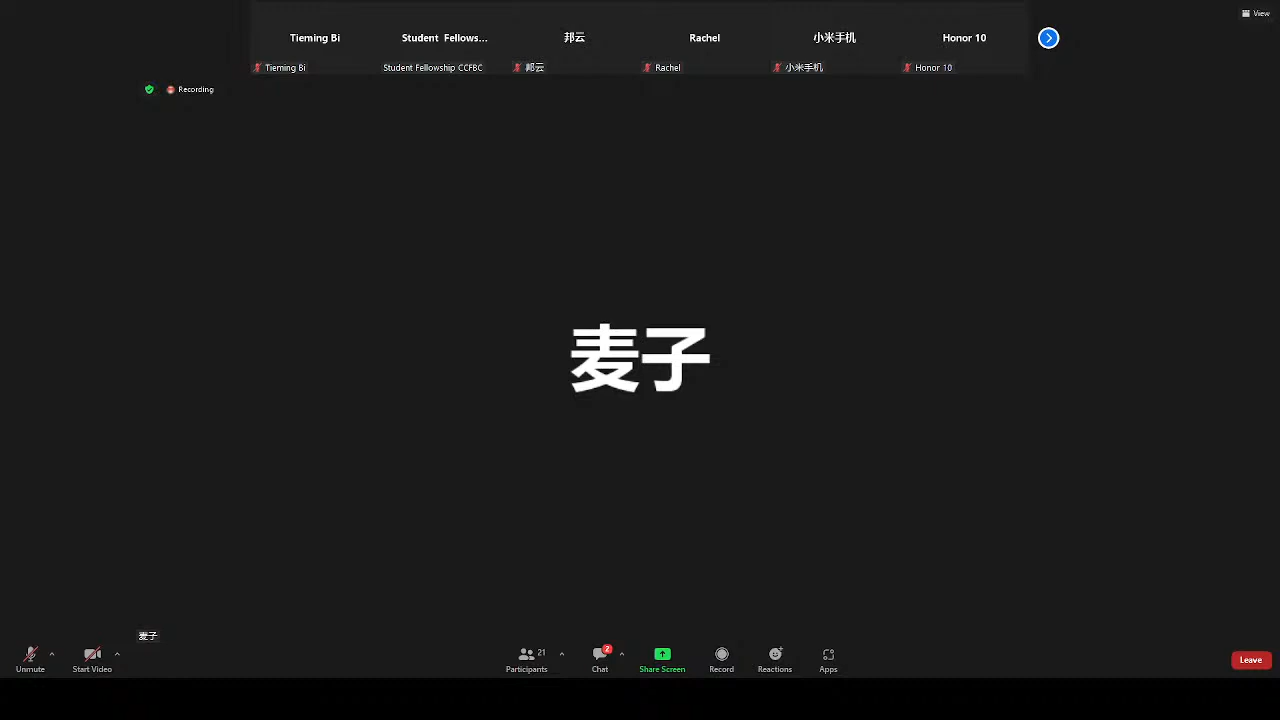 View
Tieming Bi
Student Fellows...
邦云
Rachel
小米手机
Honor 10
Tieming Bi
Student Fellowship CCFBC
邦云
Rachel
小米手机
Honor 10
Recording
麦子
麦子
Unmute
Start Video
21
Participants
2
Chat
Share Screen
Record
Reactions
Apps
Leave